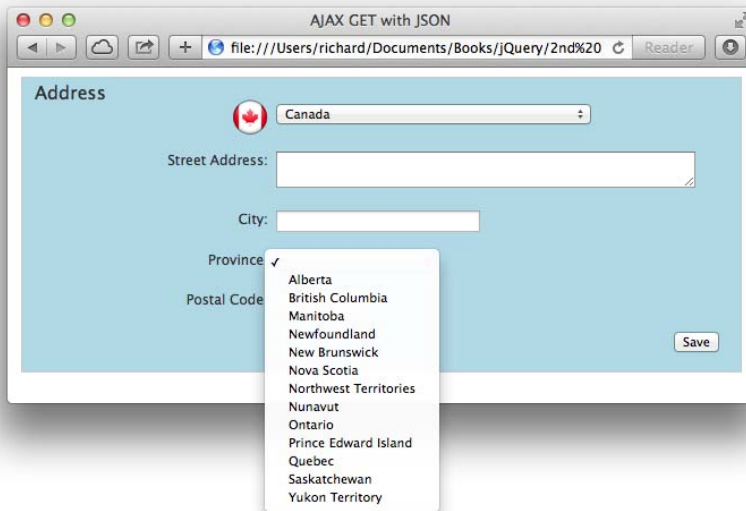 AJAX GET with JSON
file:///Users/richard/Documents/Books/jQuery/2nd%20
Reader
Address
Canada
Street Address:
City:
Province
Postal Code
Alberta
British Columbia
Manitoba
Newfoundland
New Brunswick
Nova Scotia
Northwest Territories
Nunavut
Ontario
Prince Edward Island
Quebec
Saskatchewan
Yukon Territory
Save